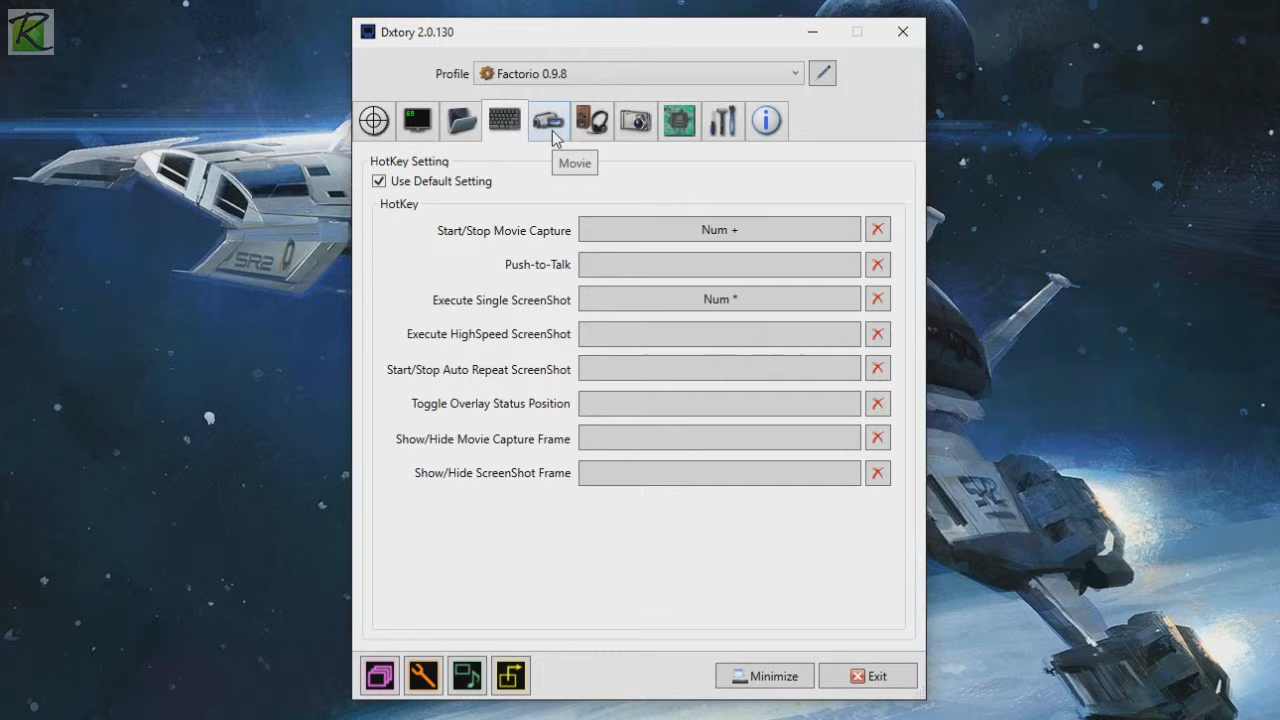 R
Dxtory 2.0.130
Profile
Factorio 0.9.8
69
Movie
HotKey Setting
Use Default Setting
HotKey
Start/Stop Movie Capture
Num +
Push-to-Talk
Execute Single ScreenShot
Num *
Execute HighSpeed ScreenShot
Start/Stop Auto Repeat ScreenShot
Toggle Overlay Status Position
Show/Hide Movie Capture Frame
Show/Hide ScreenShot Frame
Minimize
Exit
SR2